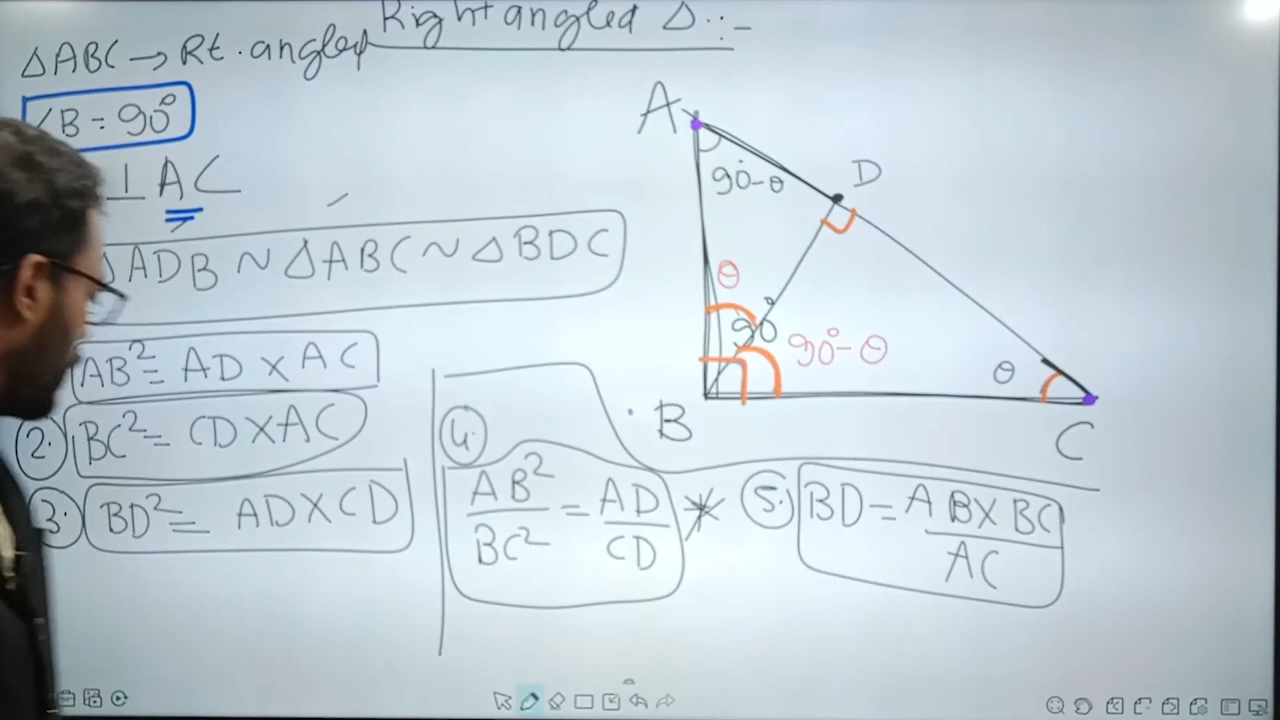 Right angled Δ :-
ΔABC → Rt. angled
∠B = 90°
⊥ AC
ADB ~ ΔABC ~ ΔBDC
AB² = AD × AC
2. BC² = CD × AC
3. BD² = AD × CD
4.
AB²/BC² = AD/CD *
5. BD = AB × BC/AC
A
90° - θ
D
θ
90°
90° - θ
θ
B
C